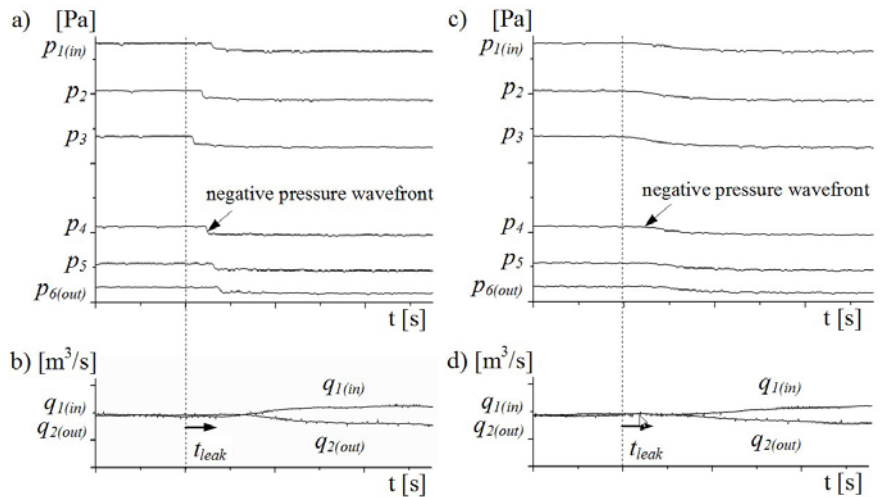 a) [Pa]
p1(in)
p2
p3
negative pressure wavefront
p4
p5
p6(out)
t [s]
b) [m³/s]
q1(in)
q1(in)
q2(out)
q2(out)
tleak
t [s]
c) [Pa]
p1(in)
p2
p3
negative pressure wavefront
p4
p5
p6(out)
t [s]
d) [m³/s]
q1(in)
q1(in)
q2(out)
q2(out)
tleak
t [s]